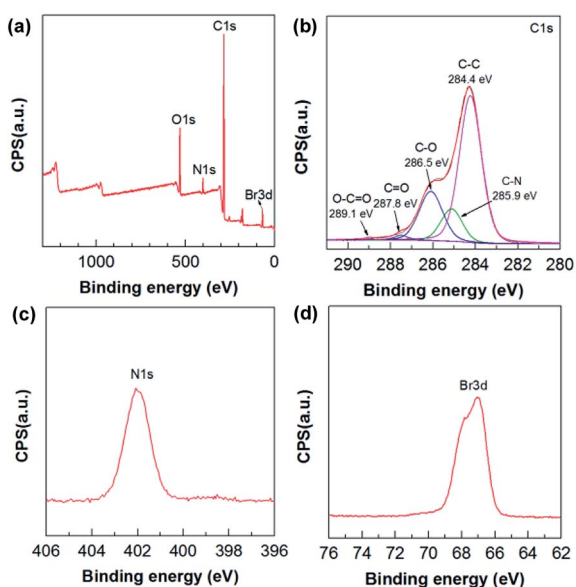 (a)
C1s
O1s
N1s
Br3d
CPS(a.u.)
1000 500 0
Binding energy (eV)
(b)
C1s
C-C
284.4 eV
C-O
286.5 eV
C=O
287.8 eV
O-C=O
289.1 eV
C-N
285.9 eV
CPS(a.u.)
290 288 286 284 282 280
Binding energy (eV)
(c)
N1s
CPS(a.u.)
406 404 402 400 398 396
Binding energy (eV)
(d)
Br3d
CPS(a.u.)
76 74 72 70 68 66 64 62
Binding energy (eV)